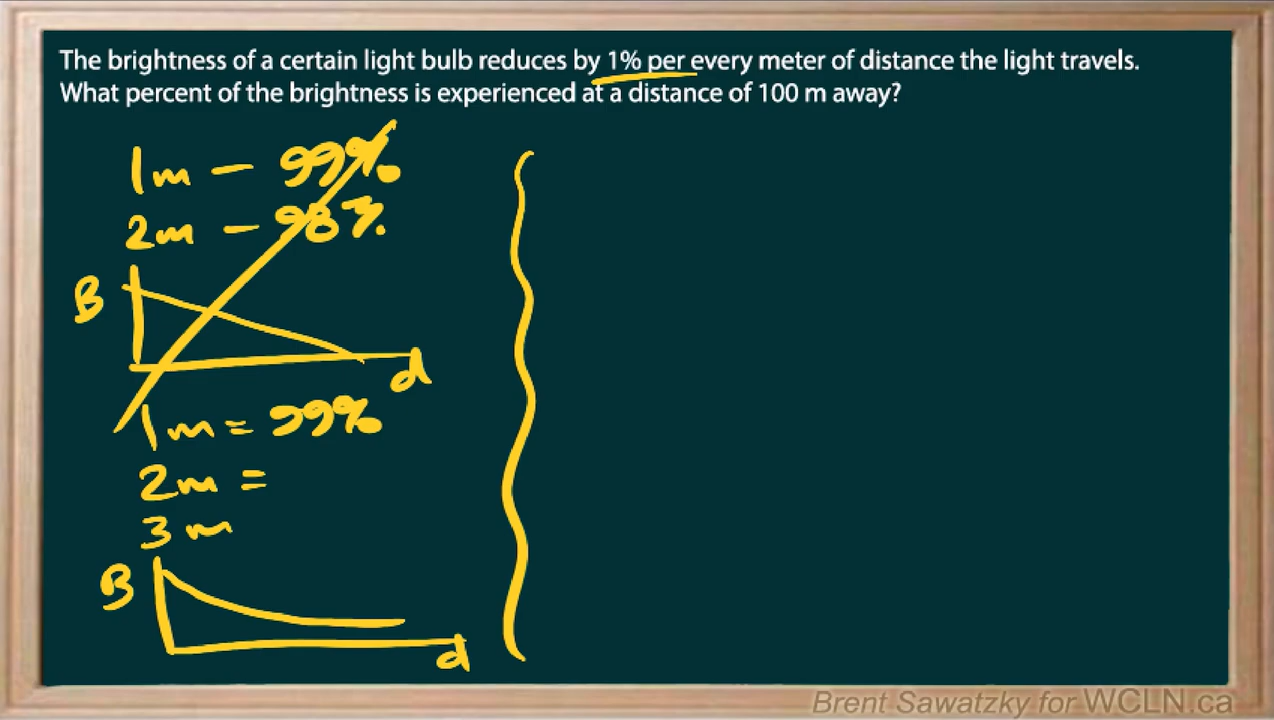 The brightness of a certain light bulb reduces by 1% per every meter of distance the light travels.
What percent of the brightness is experienced at a distance of 100 m away?
1m - 99%
2m - 98%
B
d
1m = 99%
2m =
3m
B
d
Brent Sawatzky for WCLN.ca